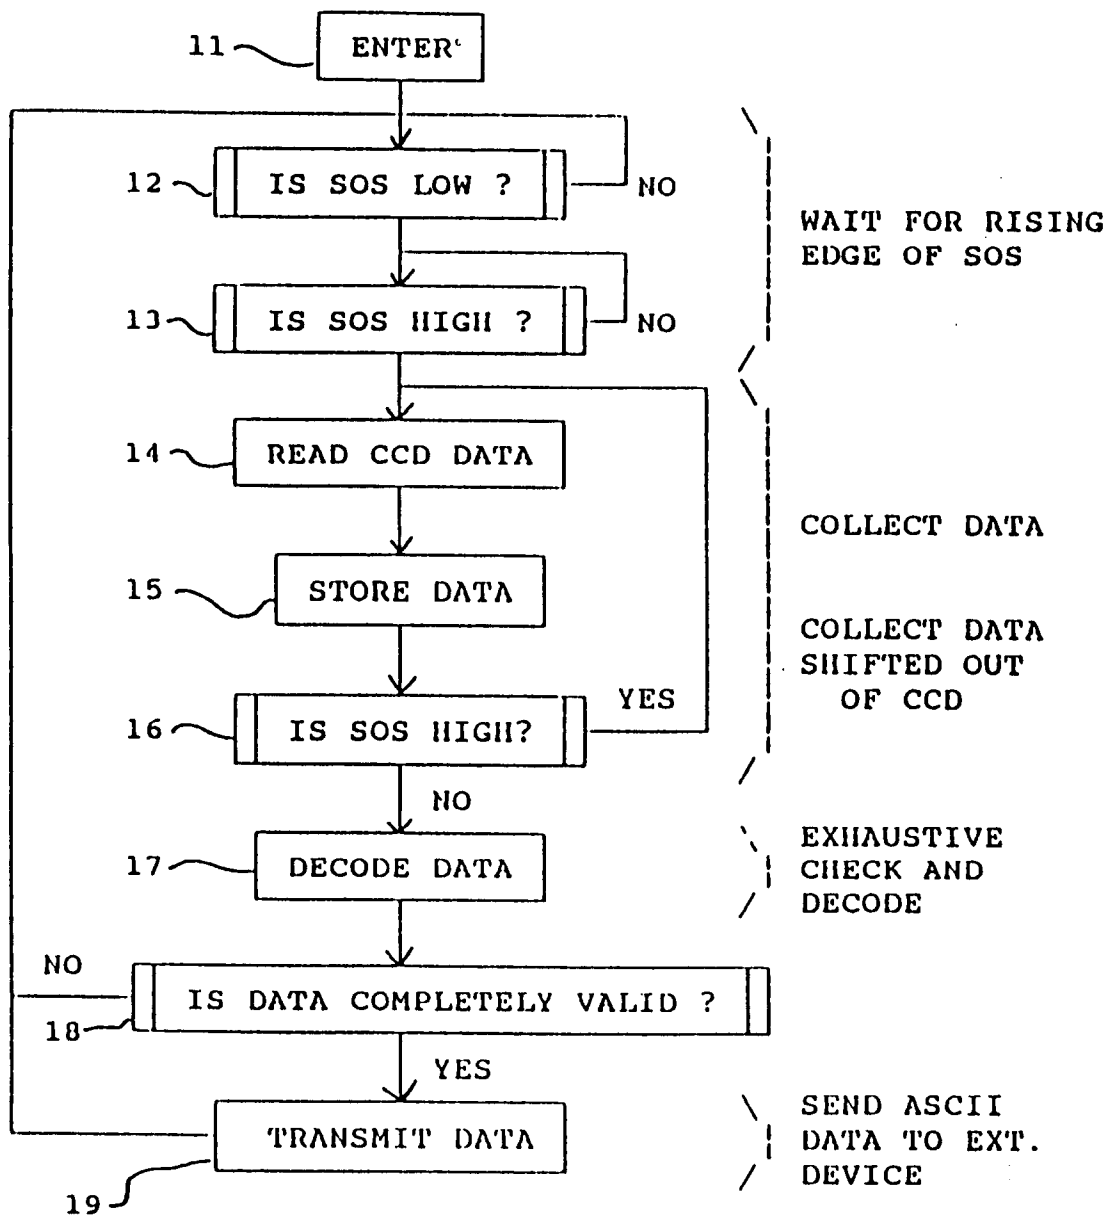 11
ENTER
12
IS SOS LOW ?
NO
WAIT FOR RISING
EDGE OF SOS
13
IS SOS HIGH ?
NO
14
READ CCD DATA
COLLECT DATA
15
STORE DATA
COLLECT DATA
SHIFTED OUT
OF CCD
16
IS SOS HIGH?
YES
NO
17
DECODE DATA
EXHAUSTIVE
CHECK AND
DECODE
NO
18
IS DATA COMPLETELY VALID ?
YES
19
TRANSMIT DATA
SEND ASCII
DATA TO EXT.
DEVICE